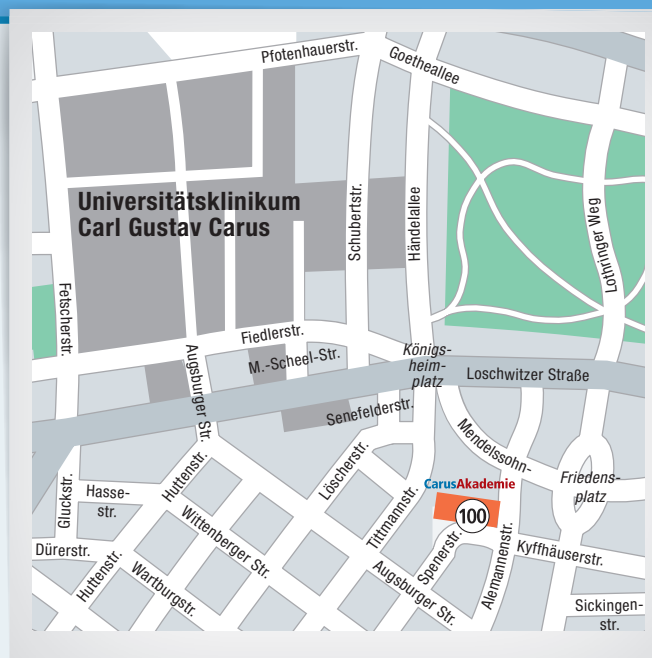 Pfotenhauerstr.
Goetheallee
Universitätsklinikum
Carl Gustav Carus
Schubertstr.
Händelallee
Lothringer Weg
Fetscherstr.
Fiedlerstr.
M.-Scheel-Str.
Augsburger Str.
Königs-
heim-
platz
Loschwitzer Straße
Senefelderstr.
Mendelssohn-
Löscherstr.
Huttenstr.
Gluckstr.
Hasse-
str.
Wittenberger Str.
Tittmannstr.
CarusAkademie
100
Friedens-
platz
Dürerstr.
Huttenstr.
Wartburgstr.
Augsburger Str.
Spenerstr.
Alemannenstr.
Kyffhäuserstr.
Sickingen-
str.